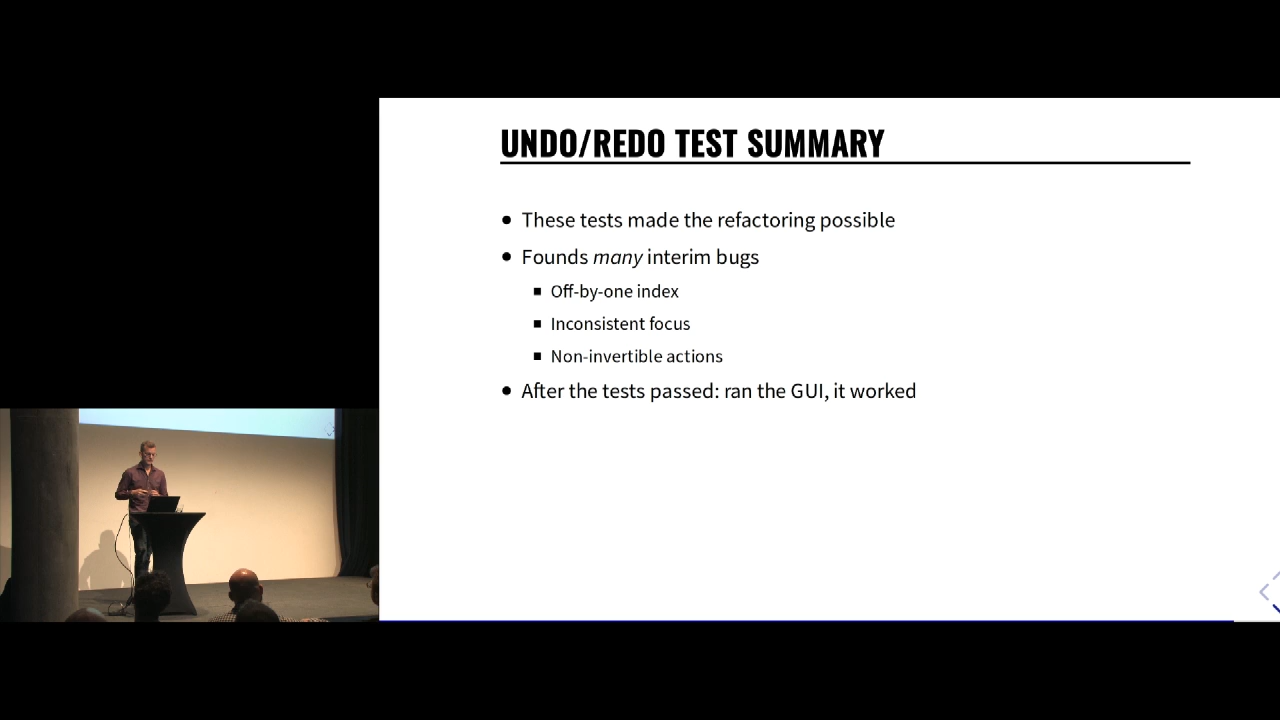 UNDO/REDO TEST SUMMARY
These tests made the refactoring possible
Founds many interim bugs
Off-by-one index
Inconsistent focus
Non-invertible actions
After the tests passed: ran the GUI, it worked